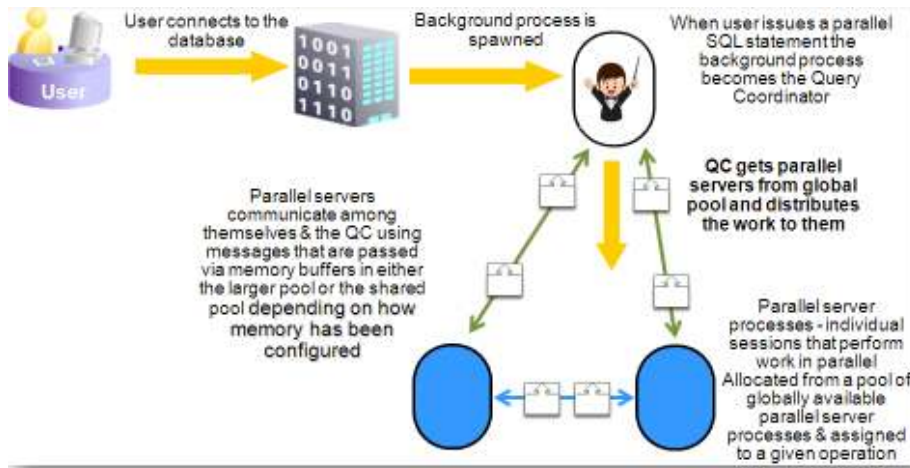 User connects to the
database
Background process is
spawned
When user issues a parallel
SQL statement the
background process
becomes the Query
Coordinator
1001
0011
0110
1110
User
QC gets parallel
servers from global
pool and distributes
the work to them
Parallel servers
communicate among
themselves & the QC using
messages that are passed
via memory buffers in either
the larger pool or the shared
pool depending on how
memory has been
configured
Parallel server
processes - individual
sessions that perform
work in parallel
Allocated from a pool of
globally available
parallel server
processes & assigned
to a given operation